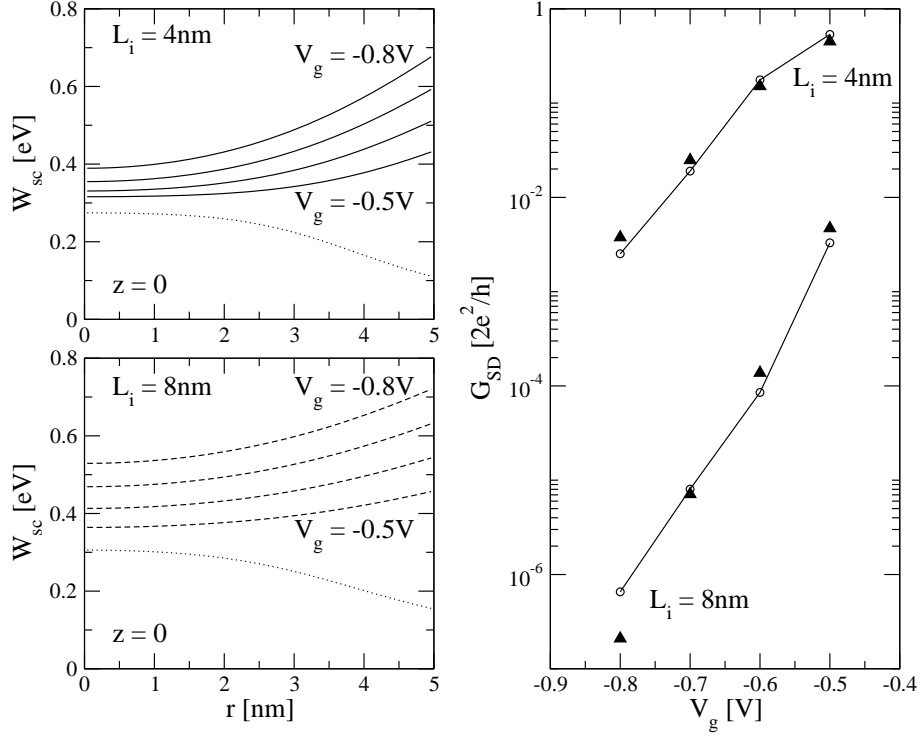 L_i = 4nm
V_g = -0.8V
V_g = -0.5V
z = 0
W_sc [eV]
0.8
0.6
0.4
0.2
0
0 1 2 3 4 5
L_i = 8nm
V_g = -0.8V
V_g = -0.5V
z = 0
W_sc [eV]
0.8
0.6
0.4
0.2
0
0 1 2 3 4 5
r [nm]
1
10^-2
10^-4
10^-6
G_SD [2e^2/h]
L_i = 4nm
L_i = 8nm
-0.9 -0.8 -0.7 -0.6 -0.5 -0.4
V_g [V]